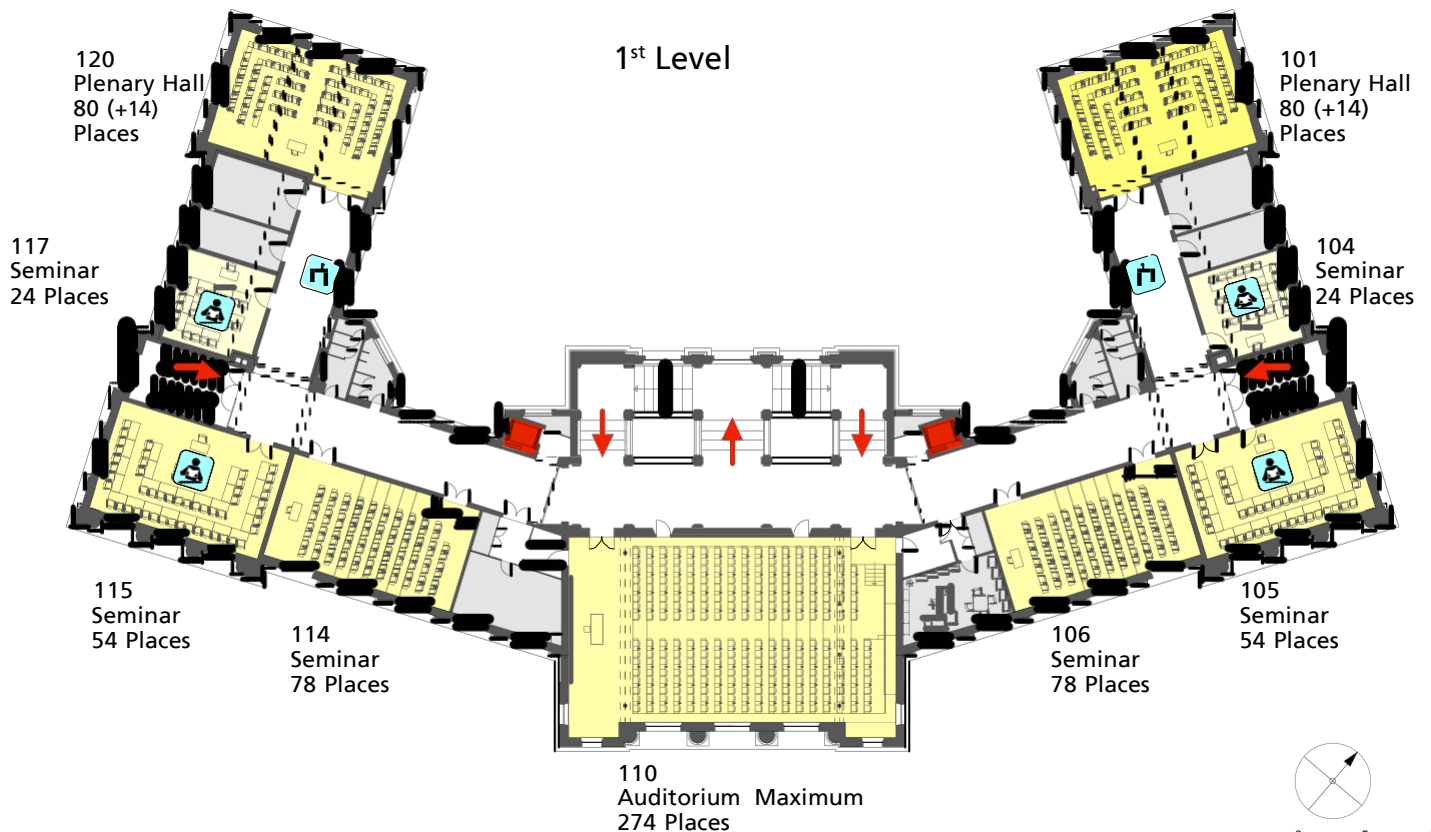 1st Level
120
Plenary Hall
80 (+14)
Places
101
Plenary Hall
80 (+14)
Places
117
Seminar
24 Places
104
Seminar
24 Places
115
Seminar
54 Places
114
Seminar
78 Places
110
Auditorium Maximum
274 Places
106
Seminar
78 Places
105
Seminar
54 Places